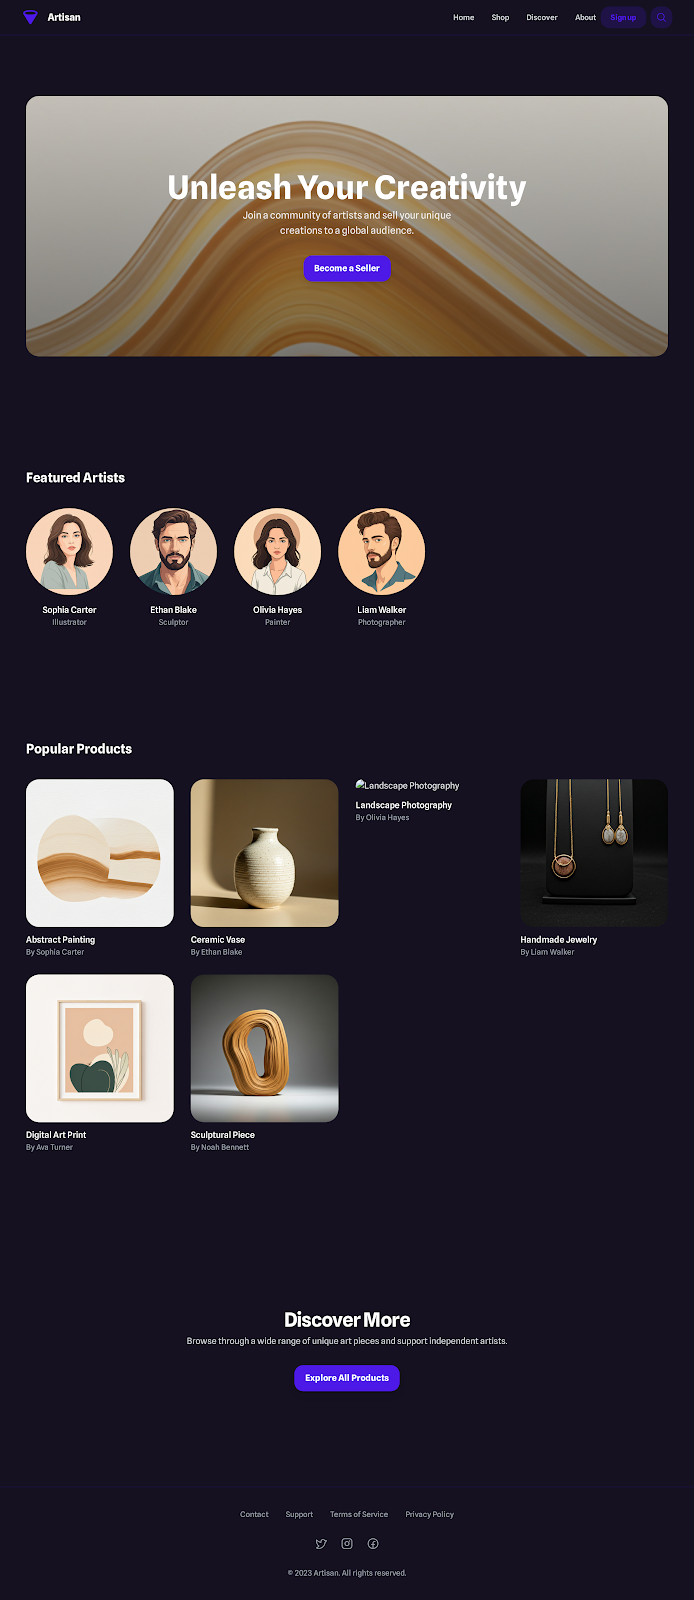 Artisan
Home
Shop
Discover
About
Sign up
Unleash Your Creativity
Join a community of artists and sell your unique
creations to a global audience.
Become a Seller
Featured Artists
Sophia Carter
Illustrator
Ethan Blake
Sculptor
Olivia Hayes
Painter
Liam Walker
Photographer
Popular Products
Abstract Painting
By Sophia Carter
Ceramic Vase
By Ethan Blake
Landscape Photography
Landscape Photography
By Olivia Hayes
Handmade Jewelry
By Liam Walker
Digital Art Print
By Ava Turner
Sculptural Piece
By Noah Bennett
Discover More
Browse through a wide range of unique art pieces and support independent artists.
Explore All Products
Contact
Support
Terms of Service
Privacy Policy
© 2023 Artisan. All rights reserved.